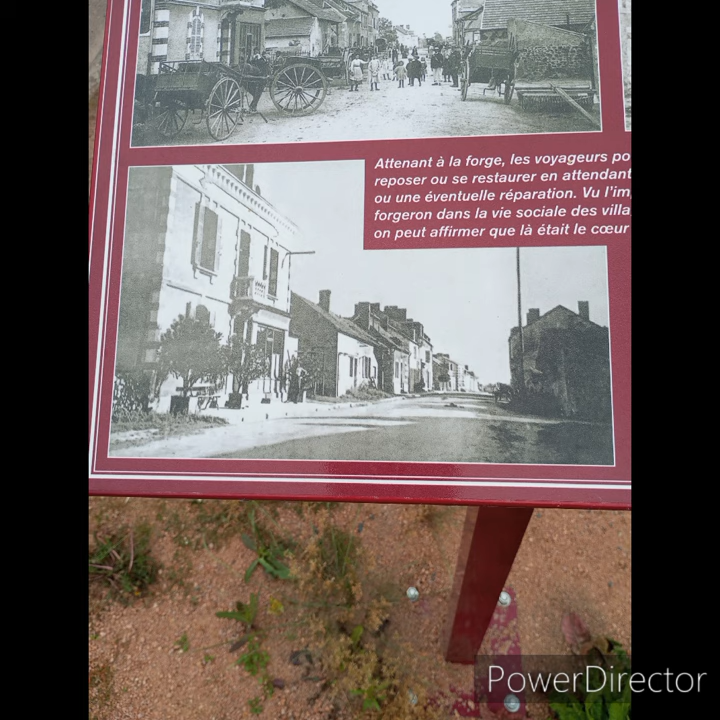 Attenant à la forge, les voyageurs po
reposer ou se restaurer en attendant
ou une éventuelle réparation. Vu l'im
forgeron dans la vie sociale des villa
on peut affirmer que là était le cœur
PowerDirector